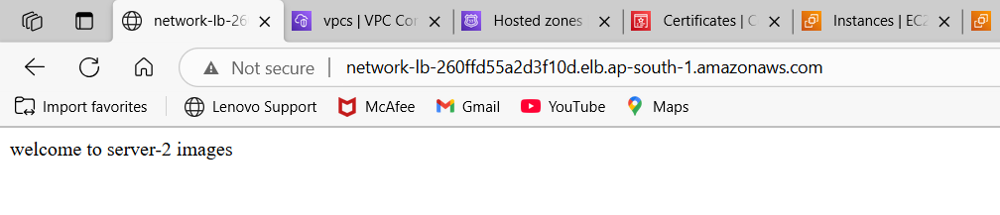 network-lb-26 vpcs | VPC Cor Hosted zones Certificates | C Instances | EC2
Not secure network-lb-260ffd55a2d3f10d.elb.ap-south-1.amazonaws.com
Import favorites Lenovo Support McAfee Gmail YouTube Maps
welcome to server-2 images